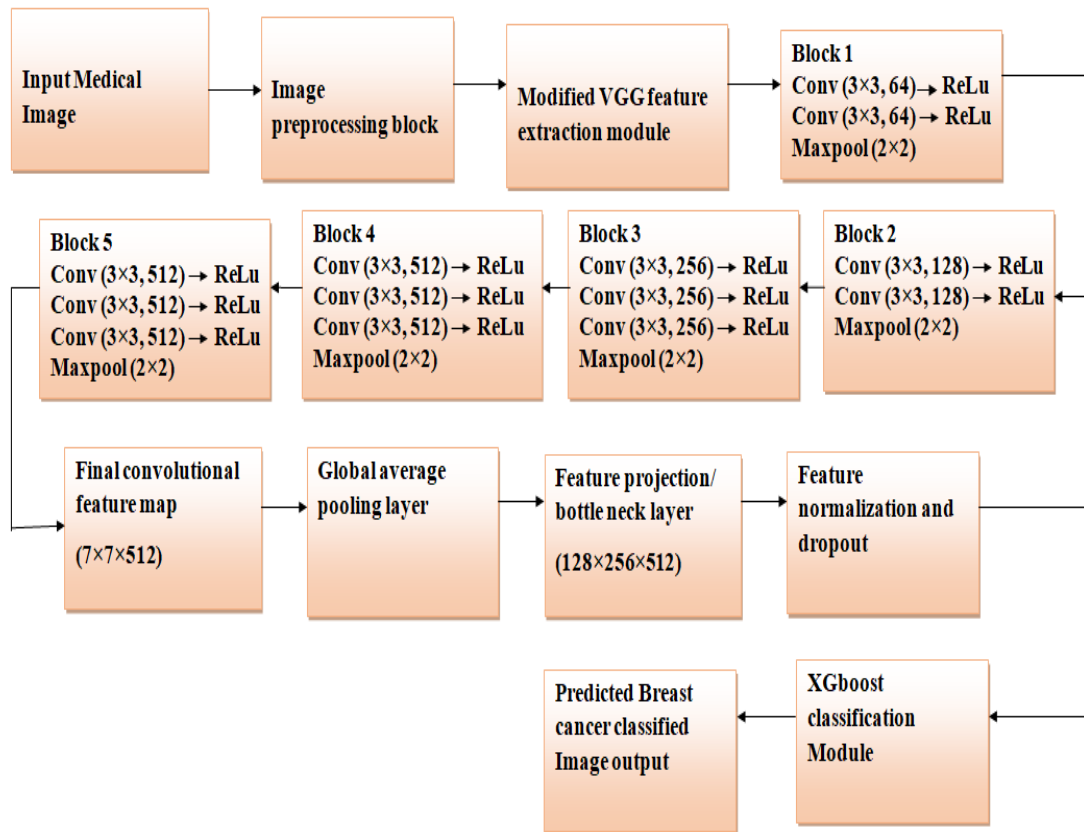 Input Medical
Image
Image
preprocessing block
Modified VGG feature
extraction module
Block 1
Conv (3×3, 64) → ReLu
Conv (3×3, 64) → ReLu
Maxpool (2×2)
Block 2
Conv (3×3, 128) → ReLu
Conv (3×3, 128) → ReLu
Maxpool (2×2)
Block 3
Conv (3×3, 256) → ReLu
Conv (3×3, 256) → ReLu
Conv (3×3, 256) → ReLu
Maxpool (2×2)
Block 4
Conv (3×3, 512) → ReLu
Conv (3×3, 512) → ReLu
Conv (3×3, 512) → ReLu
Maxpool (2×2)
Block 5
Conv (3×3, 512) → ReLu
Conv (3×3, 512) → ReLu
Conv (3×3, 512) → ReLu
Maxpool (2×2)
Final convolutional
feature map
(7×7×512)
Global average
pooling layer
Feature projection/
bottle neck layer
(128×256×512)
Feature
normalization and
dropout
XGboost
classification
Module
Predicted Breast
cancer classified
Image output